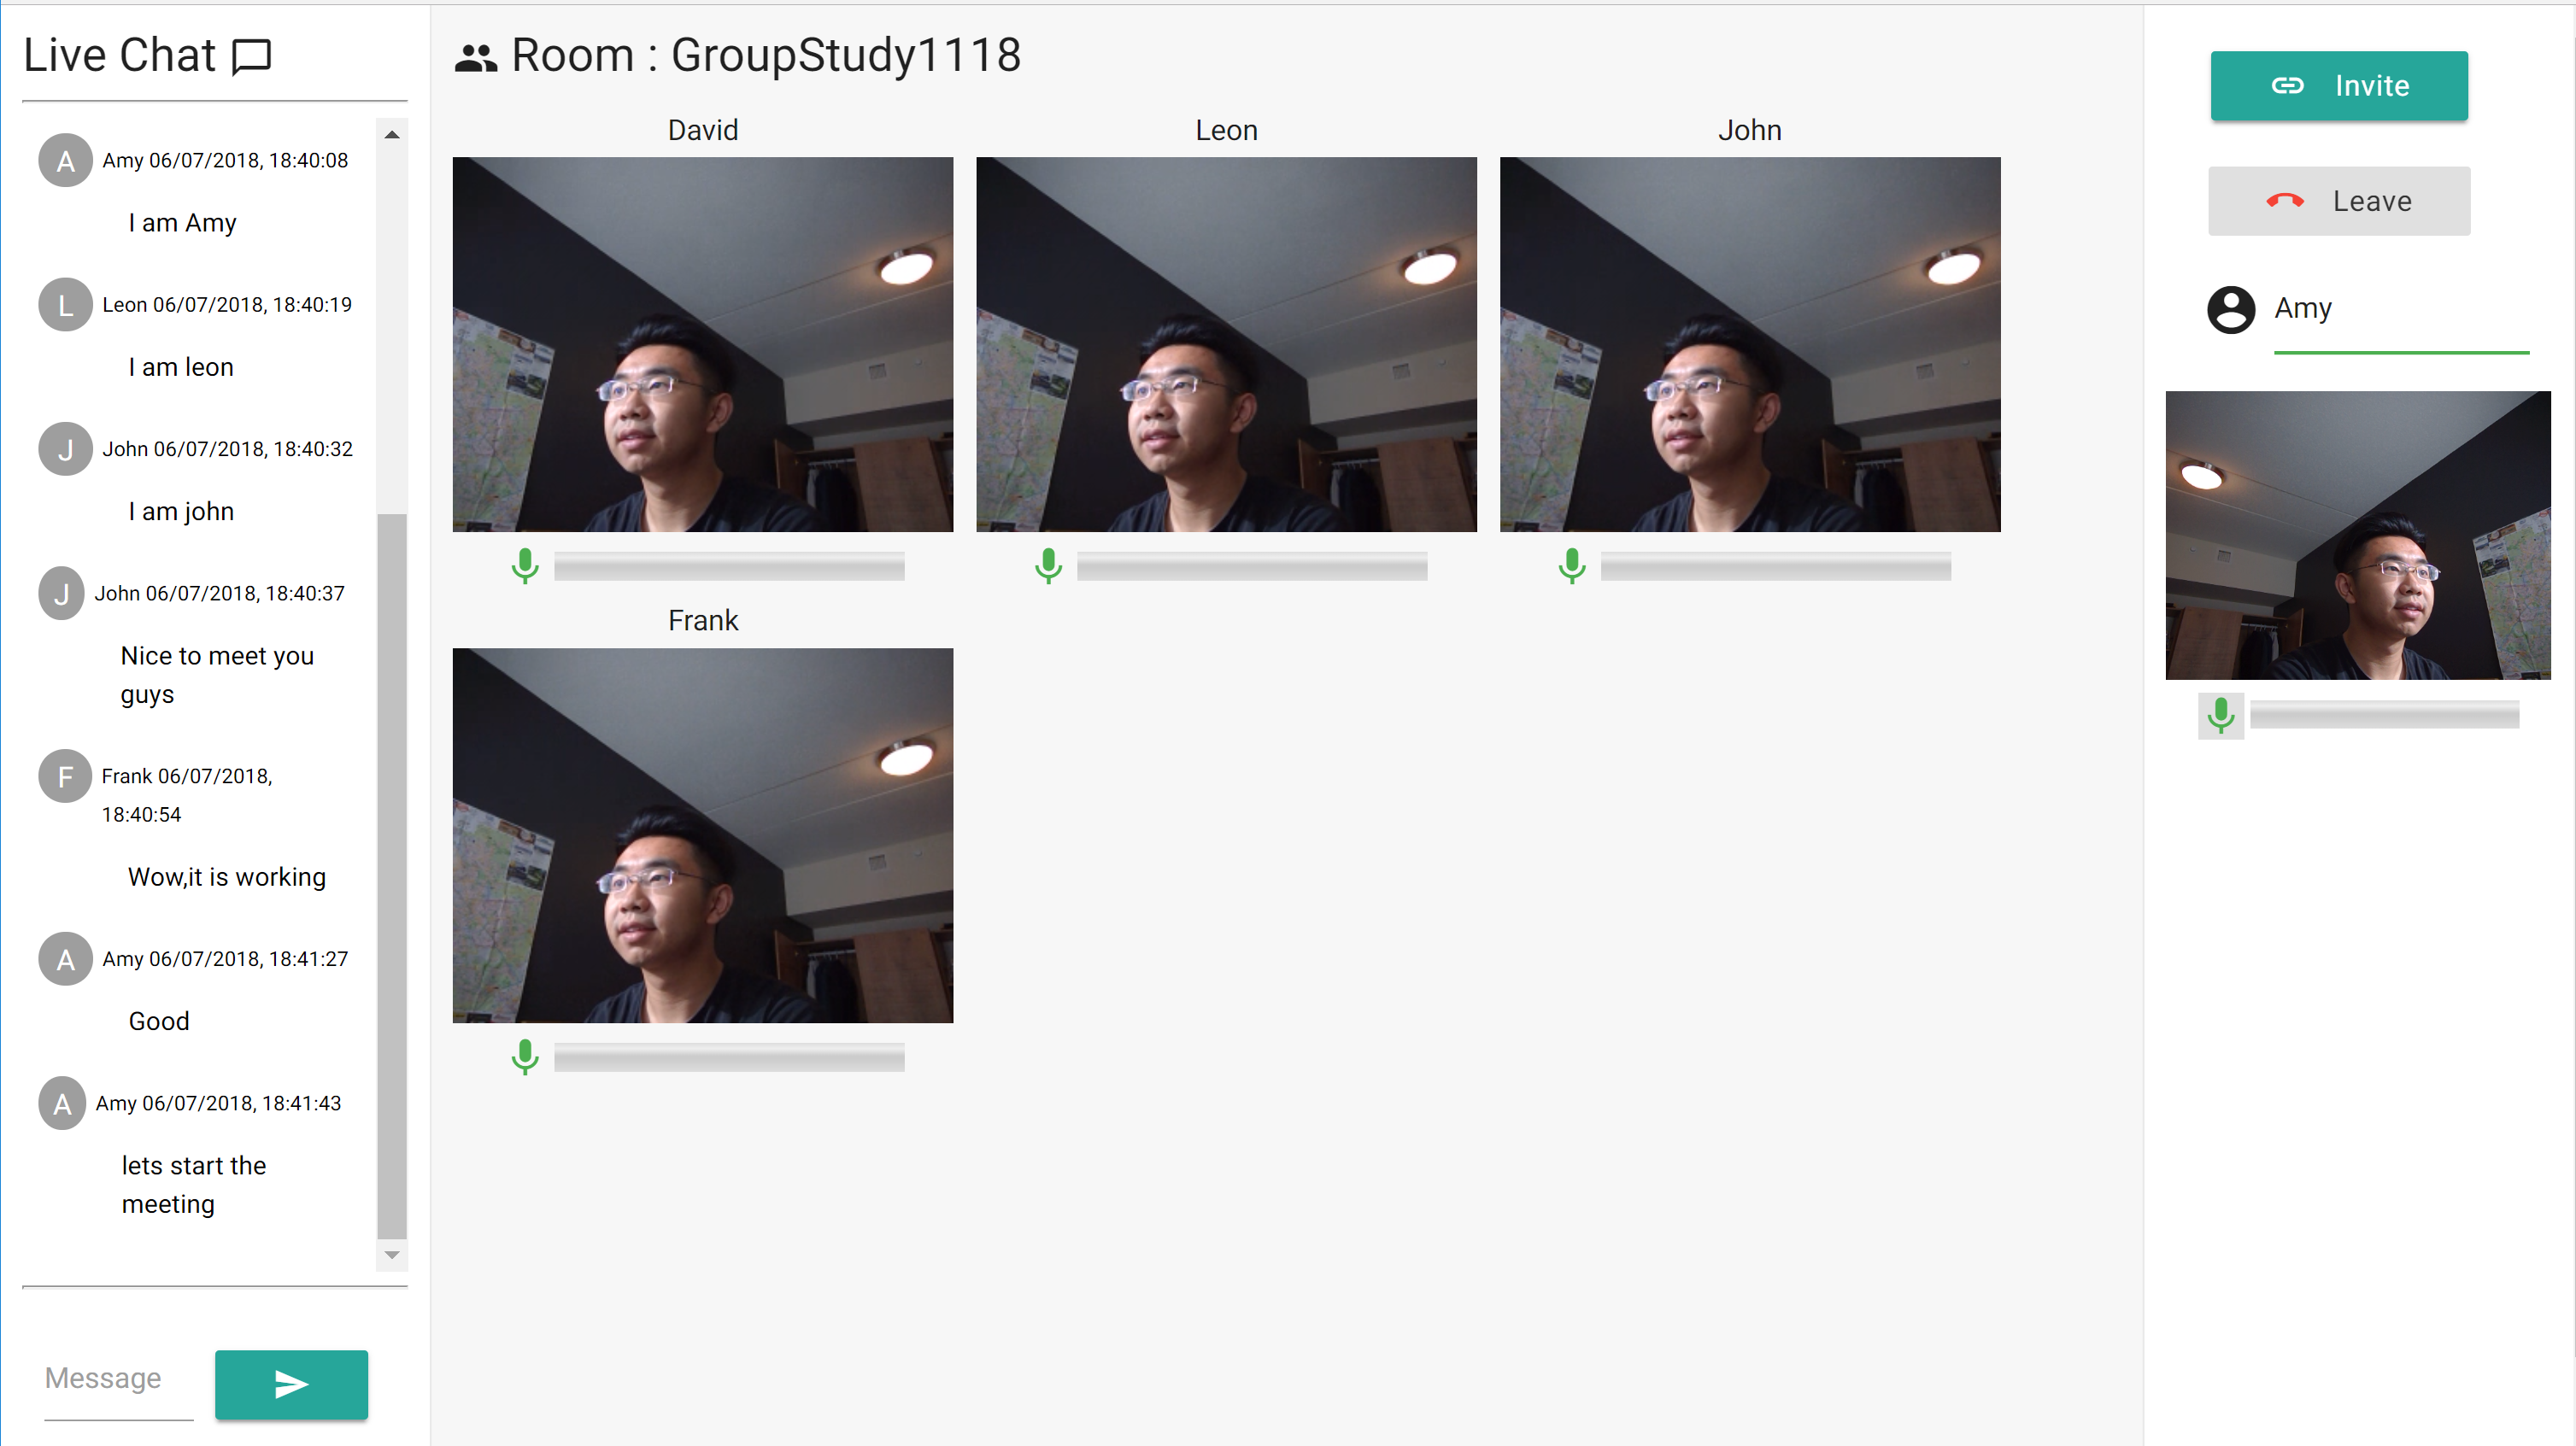 Live Chat
A
Amy 06/07/2018, 18:40:08
I am Amy
L
Leon 06/07/2018, 18:40:19
I am leon
J
John 06/07/2018, 18:40:32
I am john
J
John 06/07/2018, 18:40:37
Nice to meet you
guys
F
Frank 06/07/2018,
18:40:54
Wow,it is working
A
Amy 06/07/2018, 18:41:27
Good
A
Amy 06/07/2018, 18:41:43
lets start the
meeting
Message
Room : GroupStudy1118
David
Leon
John
Frank
Invite
Leave
Amy